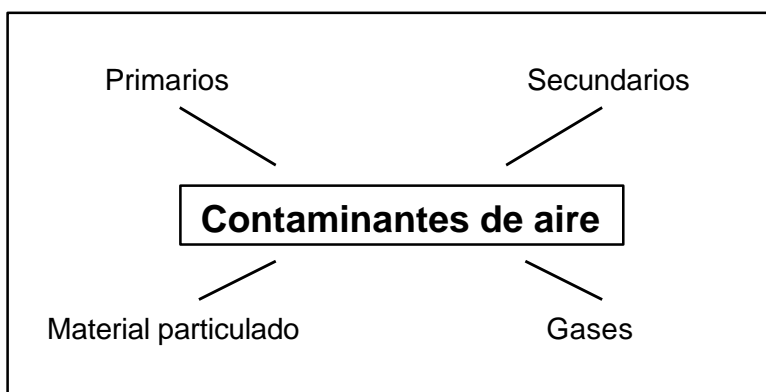 Primarios
Secundarios
Contaminantes de aire
Material particulado
Gases